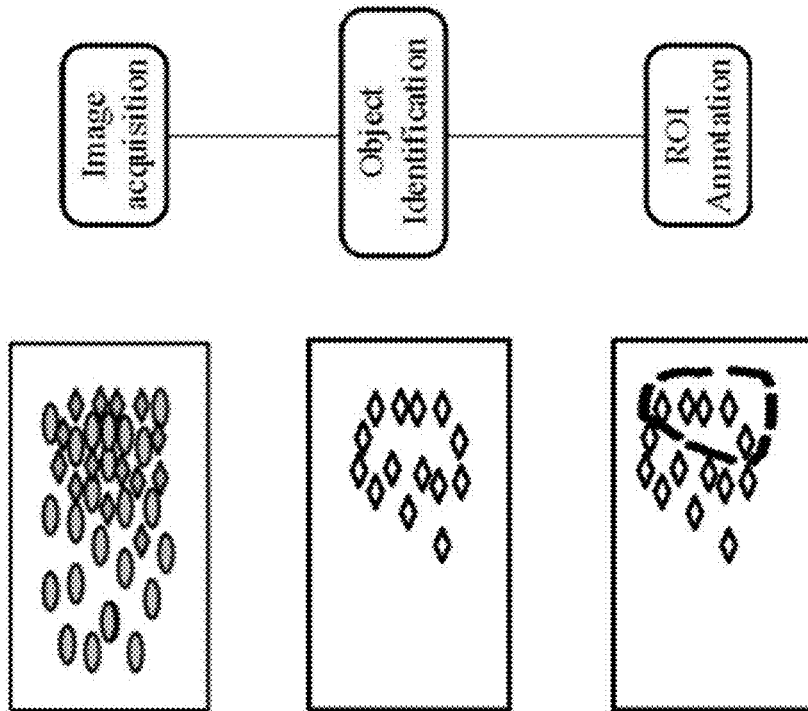 Image
acquisition
Object
Identification
ROI
Annotation